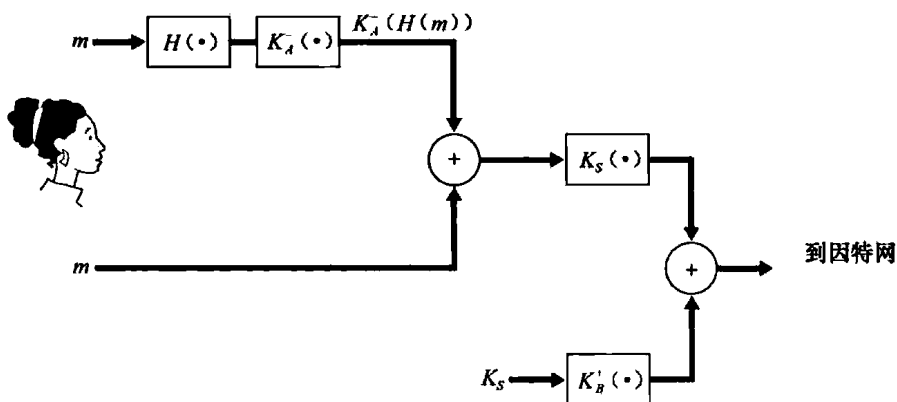 m
H(•)
K_A^-(•)
K_A^-(H(m))
+
K_S(•)
m
+
到因特网
K_S
K_B^'(•)